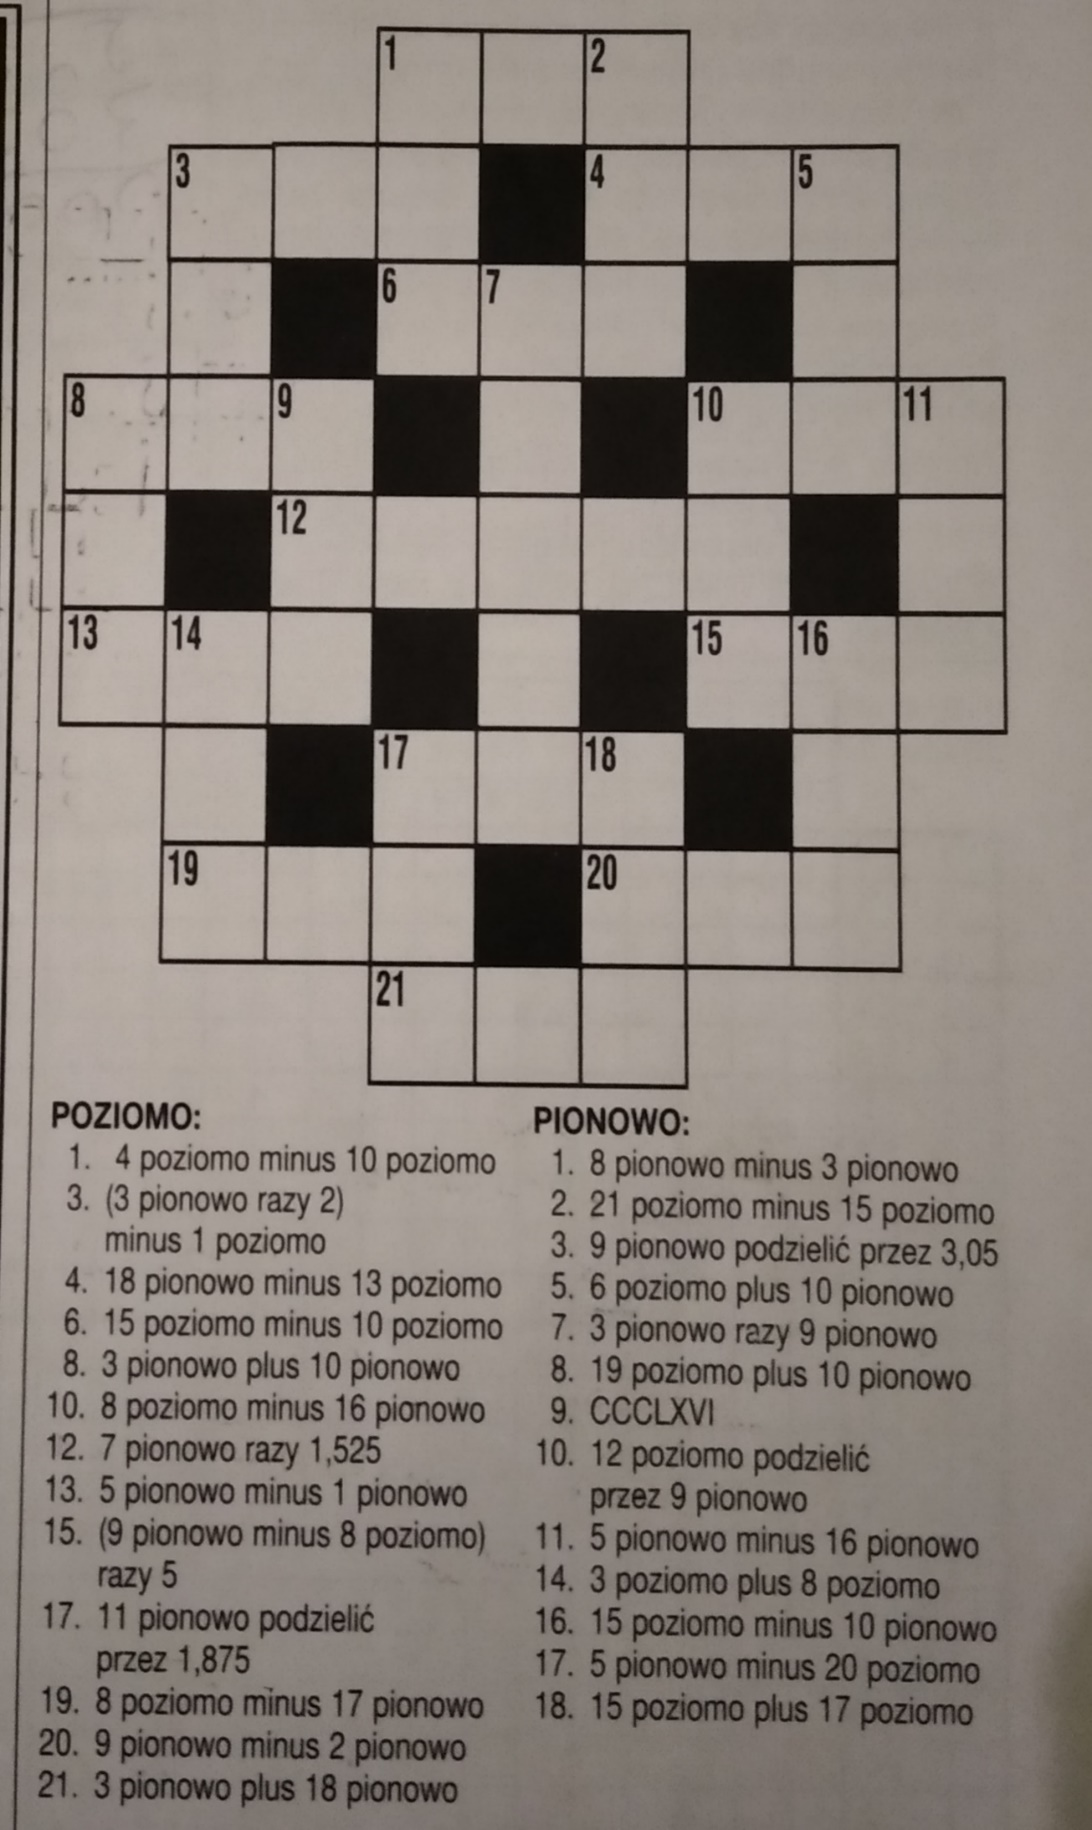 1 2
3 4 5
6 7
8 9 10 11
12
13 14 15 16
17 18
19 20
21
POZIOMO:
1. 4 poziomo minus 10 poziomo
3. (3 pionowo razy 2)
minus 1 poziomo
4. 18 pionowo minus 13 poziomo
6. 15 poziomo minus 10 poziomo
8. 3 pionowo plus 10 pionowo
10. 8 poziomo minus 16 pionowo
12. 7 pionowo razy 1,525
13. 5 pionowo minus 1 pionowo
15. (9 pionowo minus 8 poziomo)
razy 5
17. 11 pionowo podzielić
przez 1,875
19. 8 poziomo minus 17 pionowo
20. 9 pionowo minus 2 pionowo
21. 3 pionowo plus 18 pionowo
PIONOWO:
1. 8 pionowo minus 3 pionowo
2. 21 poziomo minus 15 poziomo
3. 9 pionowo podzielić przez 3,05
5. 6 poziomo plus 10 pionowo
7. 3 pionowo razy 9 pionowo
8. 19 poziomo plus 10 pionowo
9. CCCLXVI
10. 12 poziomo podzielić
przez 9 pionowo
11. 5 pionowo minus 16 pionowo
14. 3 poziomo plus 8 poziomo
16. 15 poziomo minus 10 pionowo
17. 5 pionowo minus 20 poziomo
18. 15 poziomo plus 17 poziomo